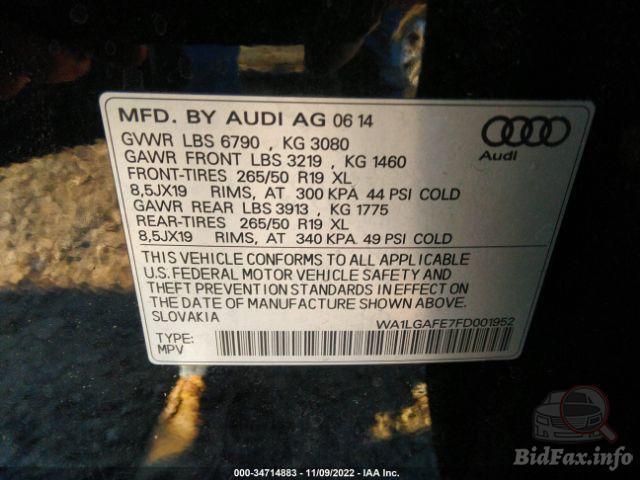 MFD. BY AUDI AG 06 14
GVWR LBS 6790 , KG 3080
GAWR FRONT LBS 3219 , KG 1460
FRONT-TIRES 265/50 R19 XL
8,5JX19 RIMS, AT 300 KPA 44 PSI COLD
GAWR REAR LBS 3913 , KG 1775
REAR-TIRES 265/50 R19 XL
8,5JX19 RIMS, AT 340 KPA 49 PSI COLD
Audi
THIS VEHICLE CONFORMS TO ALL APPLICABLE
U.S. FEDERAL MOTOR VEHICLE SAFETY AND
THEFT PREVENTION STANDARDS IN EFFECT ON
THE DATE OF MANUFACTURE SHOWN ABOVE.
SLOVAKIA
WA1LGAFE7FD001952
TYPE:
MPV
BidFax.info
000-34714883 - 11/09/2022 - IAA Inc.